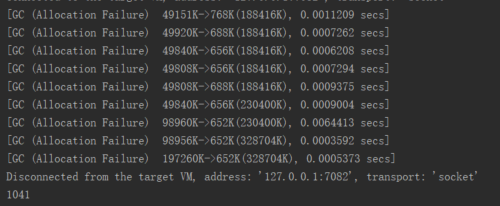 [GC (Allocation Failure)  49151K->768K(188416K), 0.0011209 secs]
[GC (Allocation Failure)  49920K->688K(188416K), 0.0007262 secs]
[GC (Allocation Failure)  49840K->656K(188416K), 0.0006208 secs]
[GC (Allocation Failure)  49808K->656K(188416K), 0.0007294 secs]
[GC (Allocation Failure)  49808K->688K(188416K), 0.0009375 secs]
[GC (Allocation Failure)  49840K->656K(230400K), 0.0009004 secs]
[GC (Allocation Failure)  98960K->652K(230400K), 0.0064413 secs]
[GC (Allocation Failure)  98956K->652K(328704K), 0.0003592 secs]
[GC (Allocation Failure)  197260K->652K(328704K), 0.0005373 secs]
Disconnected from the target VM, address: '127.0.0.1:7082', transport: 'socket'
1041